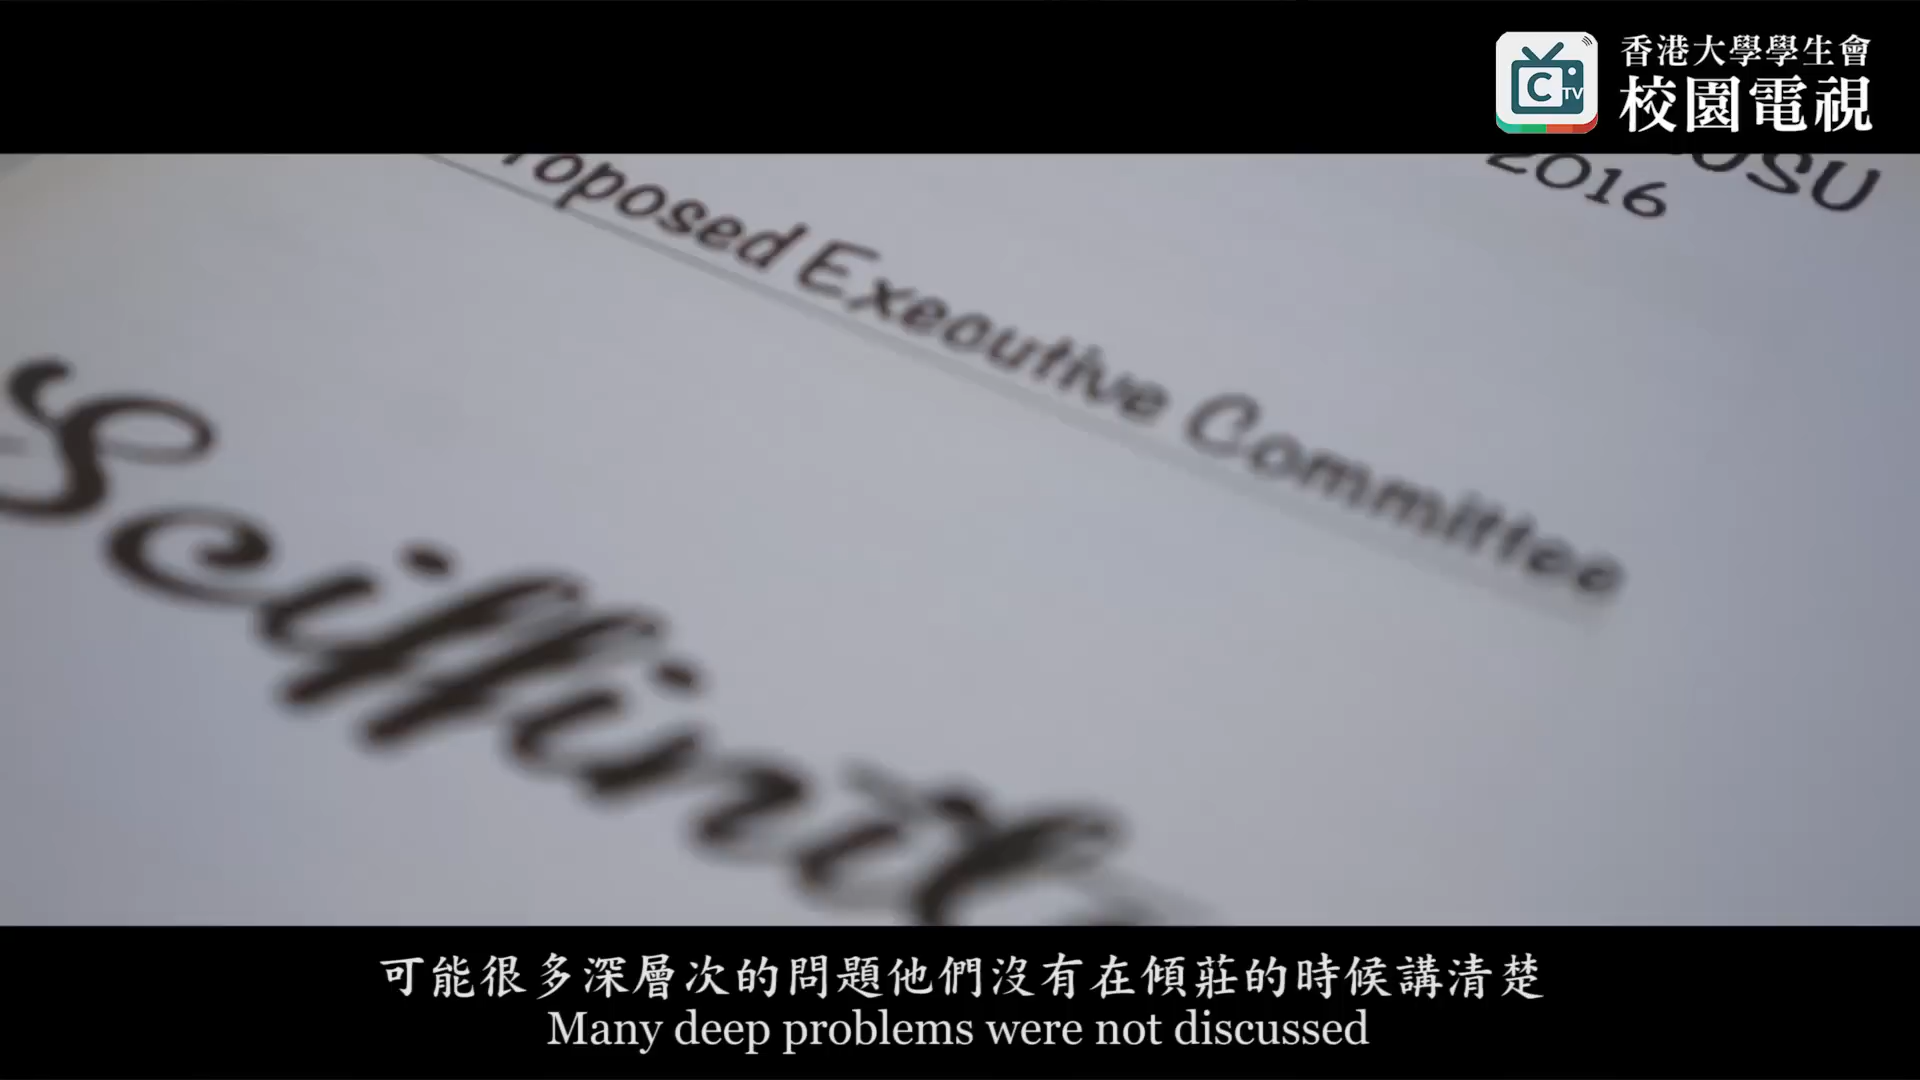 香港大學學生會
校園電視
C TV
2016
Proposed Executive Committee
可能很多深層次的問題他們沒有在傾莊的時候講清楚
Many deep problems were not discussed